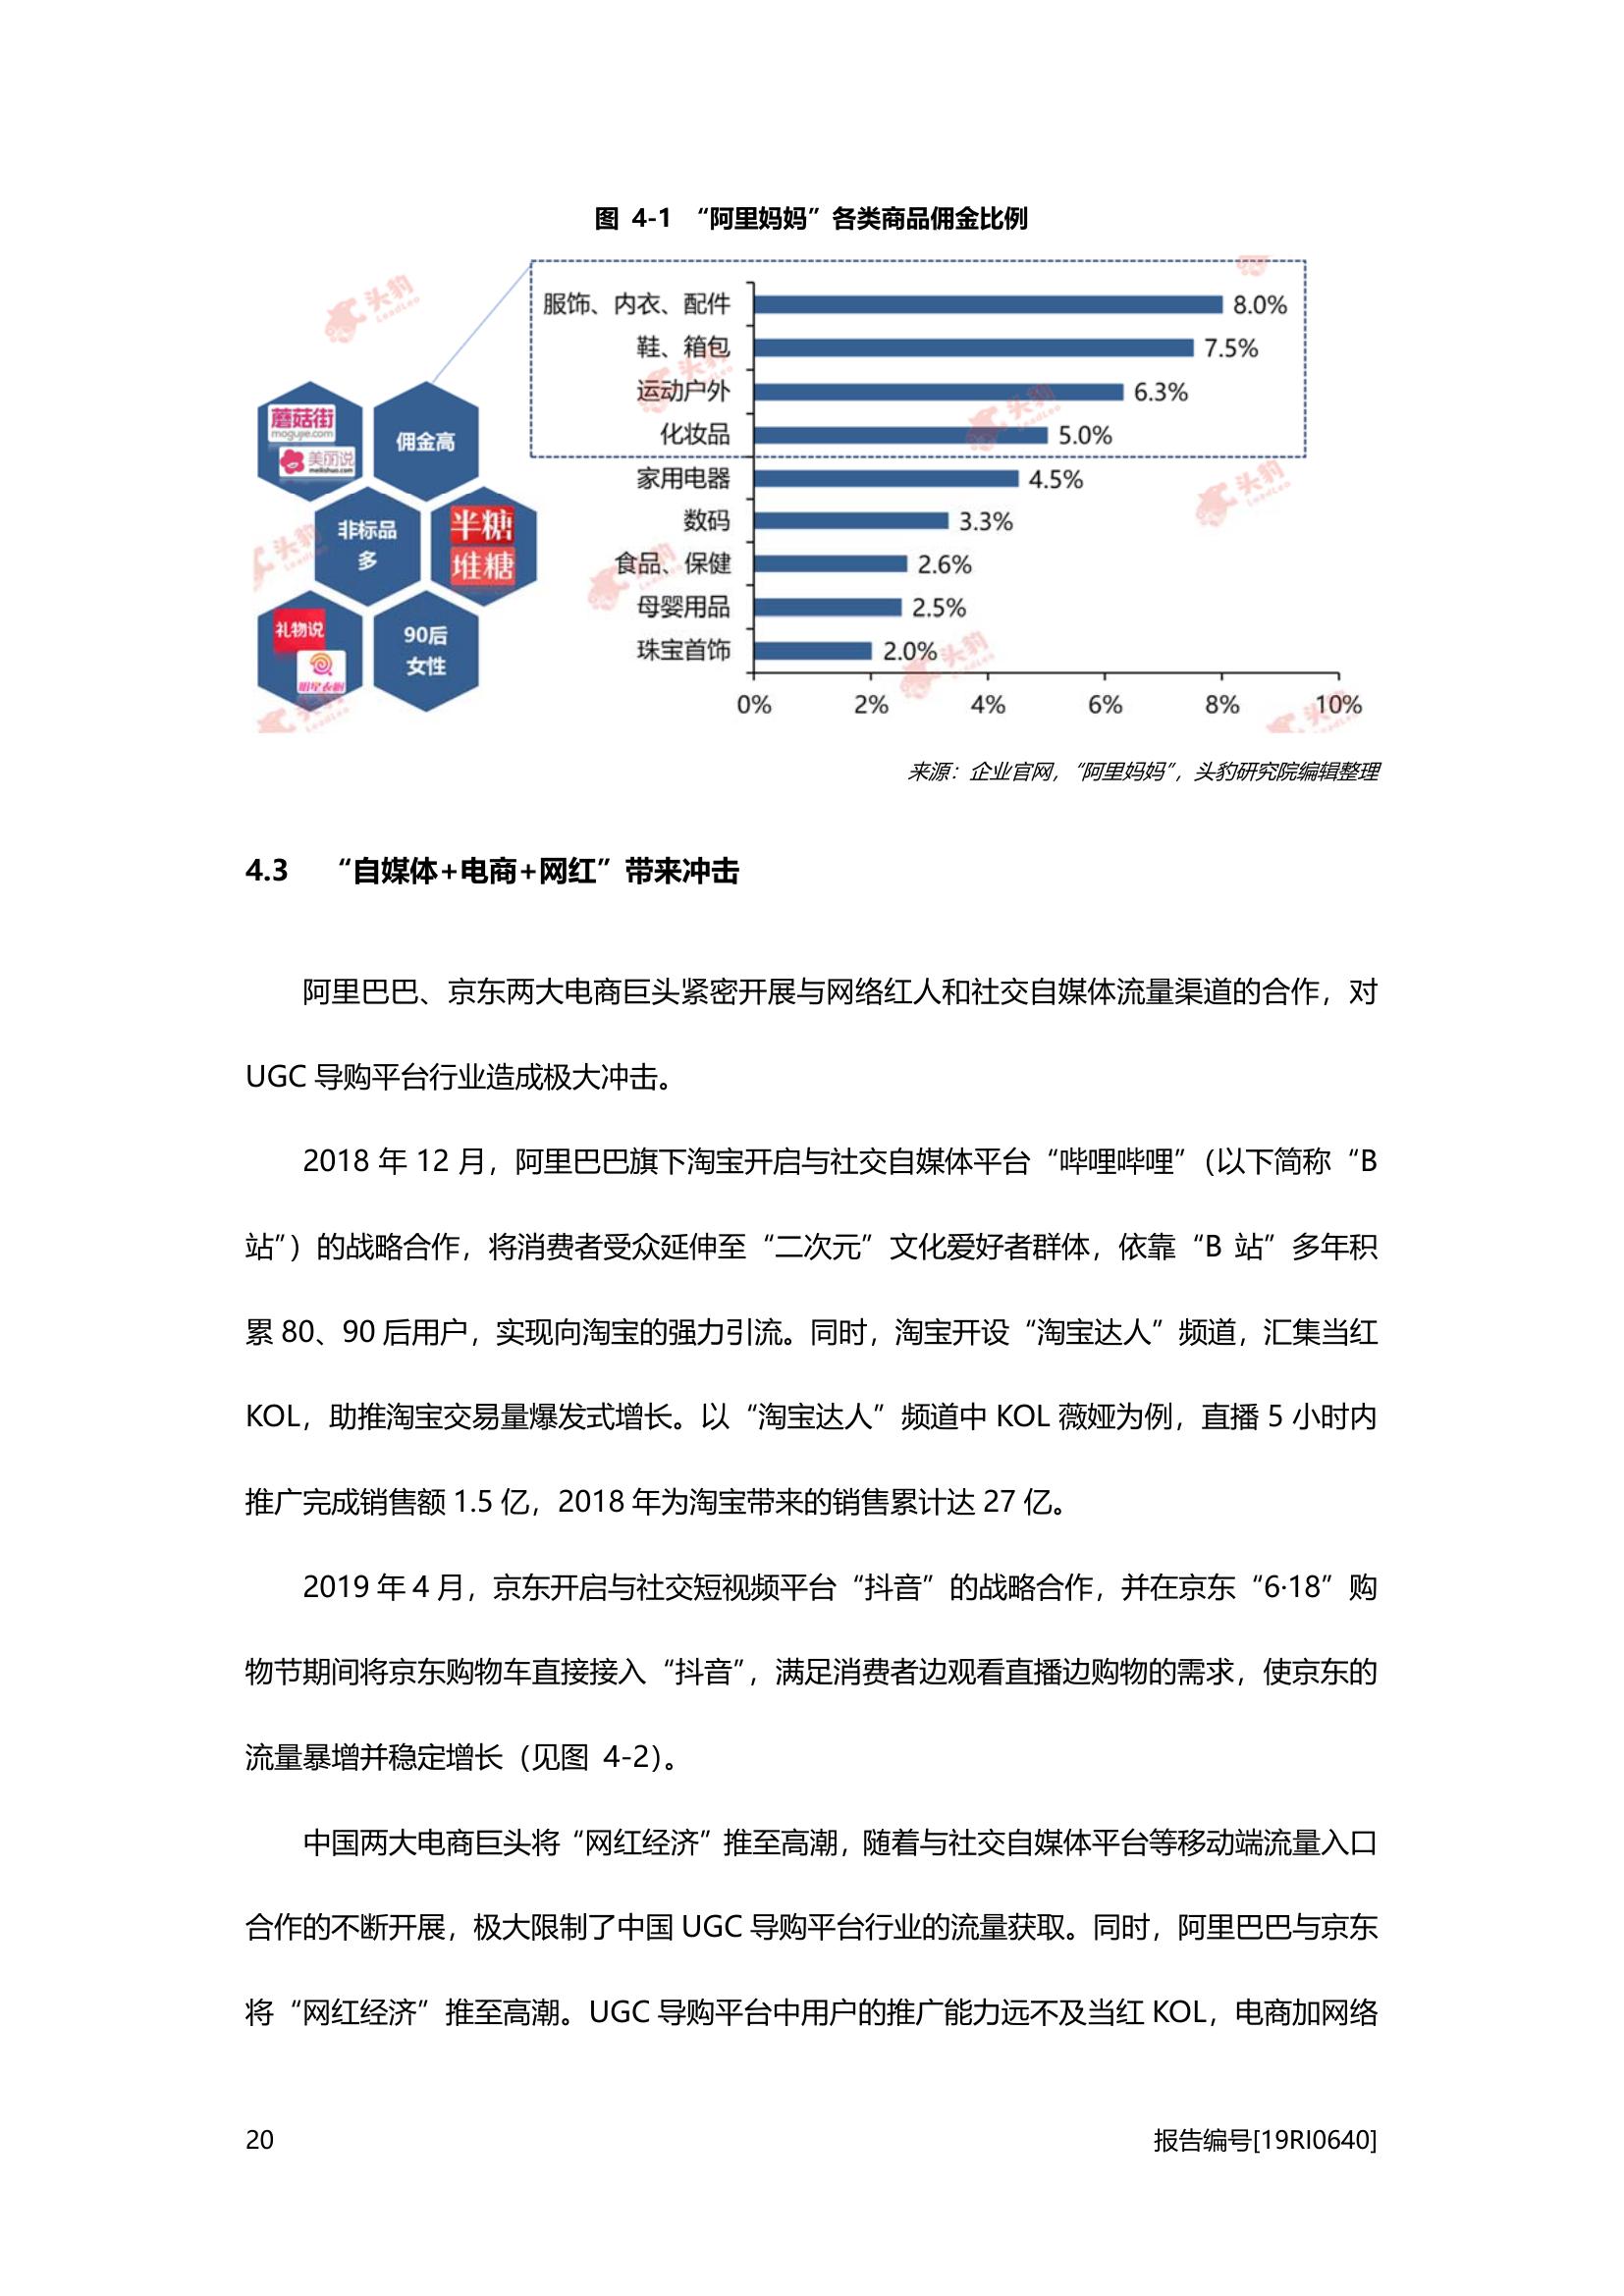 图 4-1 “阿里妈妈”各类商品佣金比例
服饰、内衣、配件 8.0%
鞋、箱包 7.5%
运动户外 6.3%
化妆品 5.0%
家用电器 4.5%
数码 3.3%
食品、保健 2.6%
母婴用品 2.5%
珠宝首饰 2.0%
0% 2% 4% 6% 8% 10%
蘑菇街
mogujie.com
美丽说
meilishuo.com
佣金高
非标品
多
半糖
堆糖
礼物说
明星衣橱
90后
女性
头豹
LeadLeo
来源：企业官网，“阿里妈妈”，头豹研究院编辑整理
4.3 “自媒体+电商+网红”带来冲击
阿里巴巴、京东两大电商巨头紧密开展与网络红人和社交自媒体流量渠道的合作，对
UGC 导购平台行业造成极大冲击。
2018 年 12 月，阿里巴巴旗下淘宝开启与社交自媒体平台“哔哩哔哩”（以下简称“B
站”）的战略合作，将消费者受众延伸至“二次元”文化爱好者群体，依靠“B 站”多年积
累 80、90 后用户，实现向淘宝的强力引流。同时，淘宝开设“淘宝达人”频道，汇集当红
KOL，助推淘宝交易量爆发式增长。以“淘宝达人”频道中 KOL 薇娅为例，直播 5 小时内
推广完成销售额 1.5 亿，2018 年为淘宝带来的销售累计达 27 亿。
2019 年 4 月，京东开启与社交短视频平台“抖音”的战略合作，并在京东“6·18”购
物节期间将京东购物车直接接入“抖音”，满足消费者边观看直播边购物的需求，使京东的
流量暴增并稳定增长（见图 4-2）。
中国两大电商巨头将“网红经济”推至高潮，随着与社交自媒体平台等移动端流量入口
合作的不断开展，极大限制了中国 UGC 导购平台行业的流量获取。同时，阿里巴巴与京东
将“网红经济”推至高潮。UGC 导购平台中用户的推广能力远不及当红 KOL，电商加网络
20 报告编号[19RI0640]